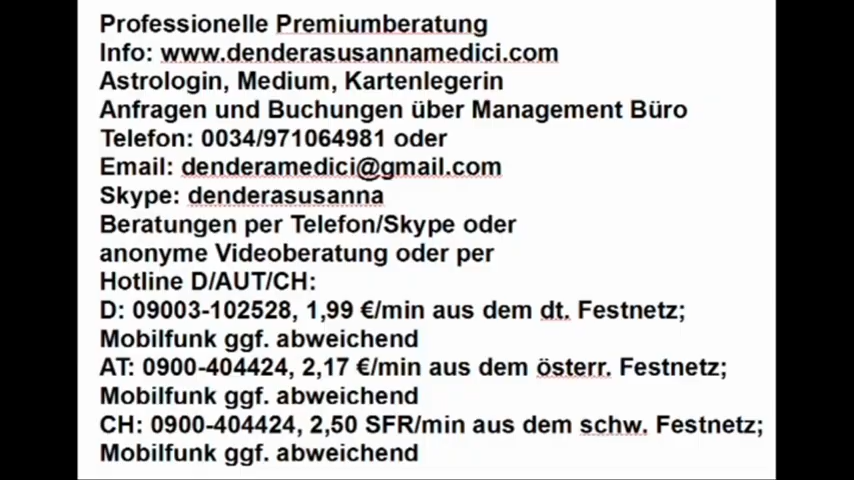 Professionelle Premiumberatung
Info: www.denderasusannamedici.com
Astrologin, Medium, Kartenlegerin
Anfragen und Buchungen über Management Büro
Telefon: 0034/971064981 oder
Email: denderamedici@gmail.com
Skype: denderasusanna
Beratungen per Telefon/Skype oder
anonyme Videoberatung oder per
Hotline D/AUT/CH:
D: 09003-102528, 1,99 €/min aus dem dt. Festnetz;
Mobilfunk ggf. abweichend
AT: 0900-404424, 2,17 €/min aus dem österr. Festnetz;
Mobilfunk ggf. abweichend
CH: 0900-404424, 2,50 SFR/min aus dem schw. Festnetz;
Mobilfunk ggf. abweichend